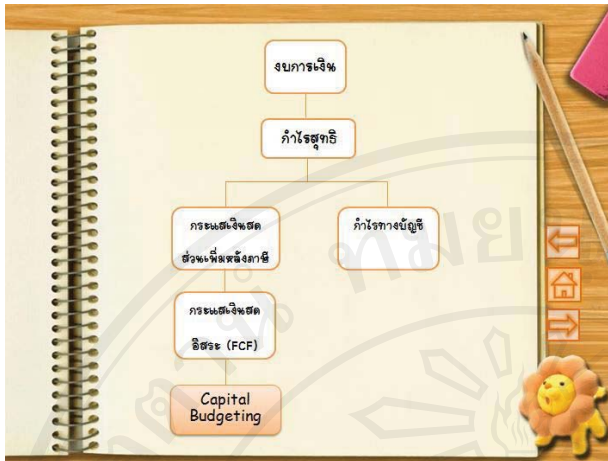 งบการเงิน
กำไรสุทธิ
กระแสเงินสด
ส่วนเพิ่มหลังภาษี
กำไรทางบัญชี
กระแสเงินสด
อิสระ (FCF)
Capital
Budgeting